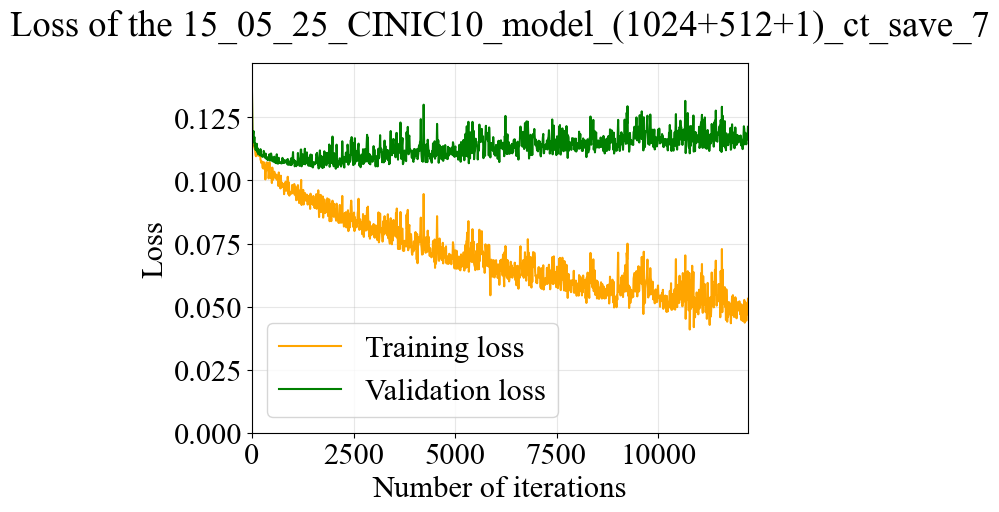 Loss of the 15_05_25_CINIC10_model_(1024+512+1)_ct_save_7
0.125
0.100
0.075
0.050
0.025
0.000
Loss
Training loss
Validation loss
0 2500 5000 7500 10000
Number of iterations